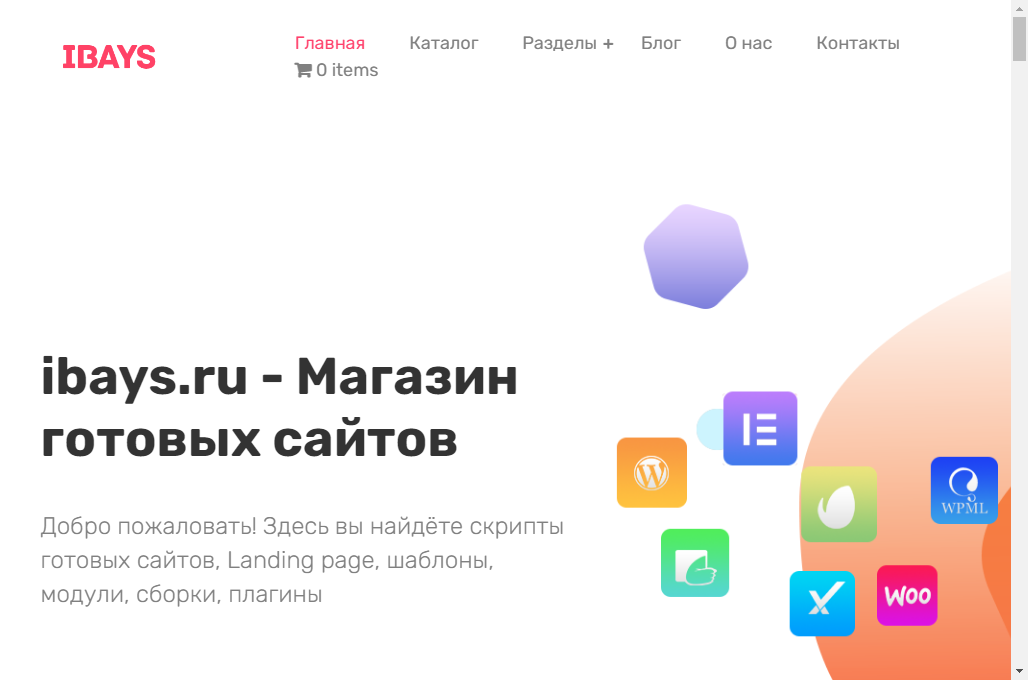 IBAYS
Главная Каталог Разделы + Блог О нас Контакты
0 items
ibays.ru - Магазин
готовых сайтов
Добро пожаловать! Здесь вы найдёте скрипты
готовых сайтов, Landing page, шаблоны,
модули, сборки, плагины
WPML
Woo